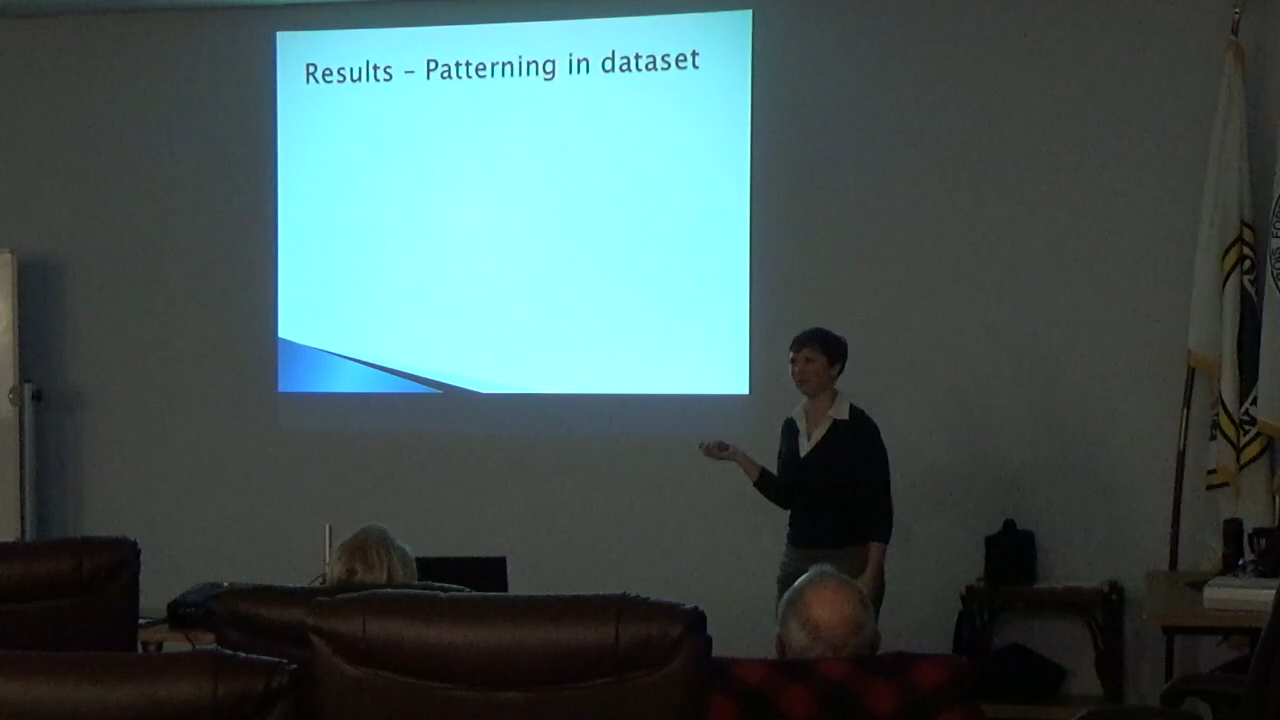 Results – Patterning in dataset